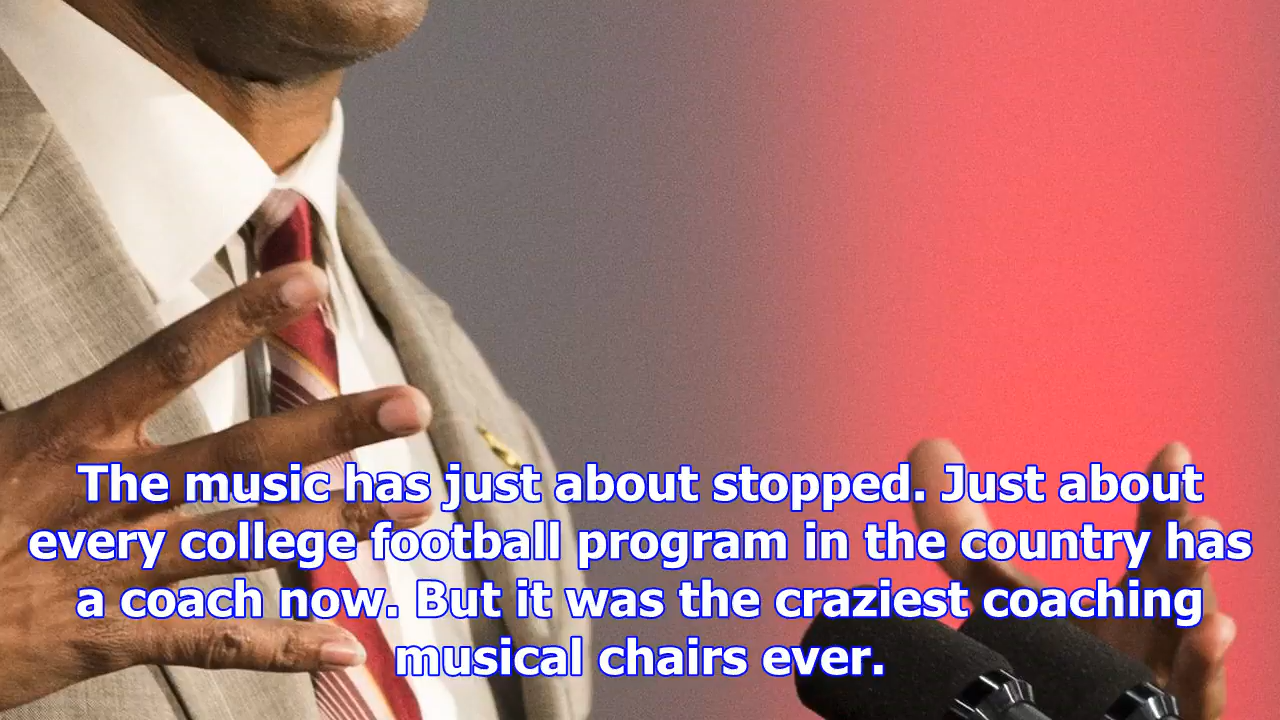 The music has just about stopped. Just about
every college football program in the country has
a coach now. But it was the craziest coaching
musical chairs ever.